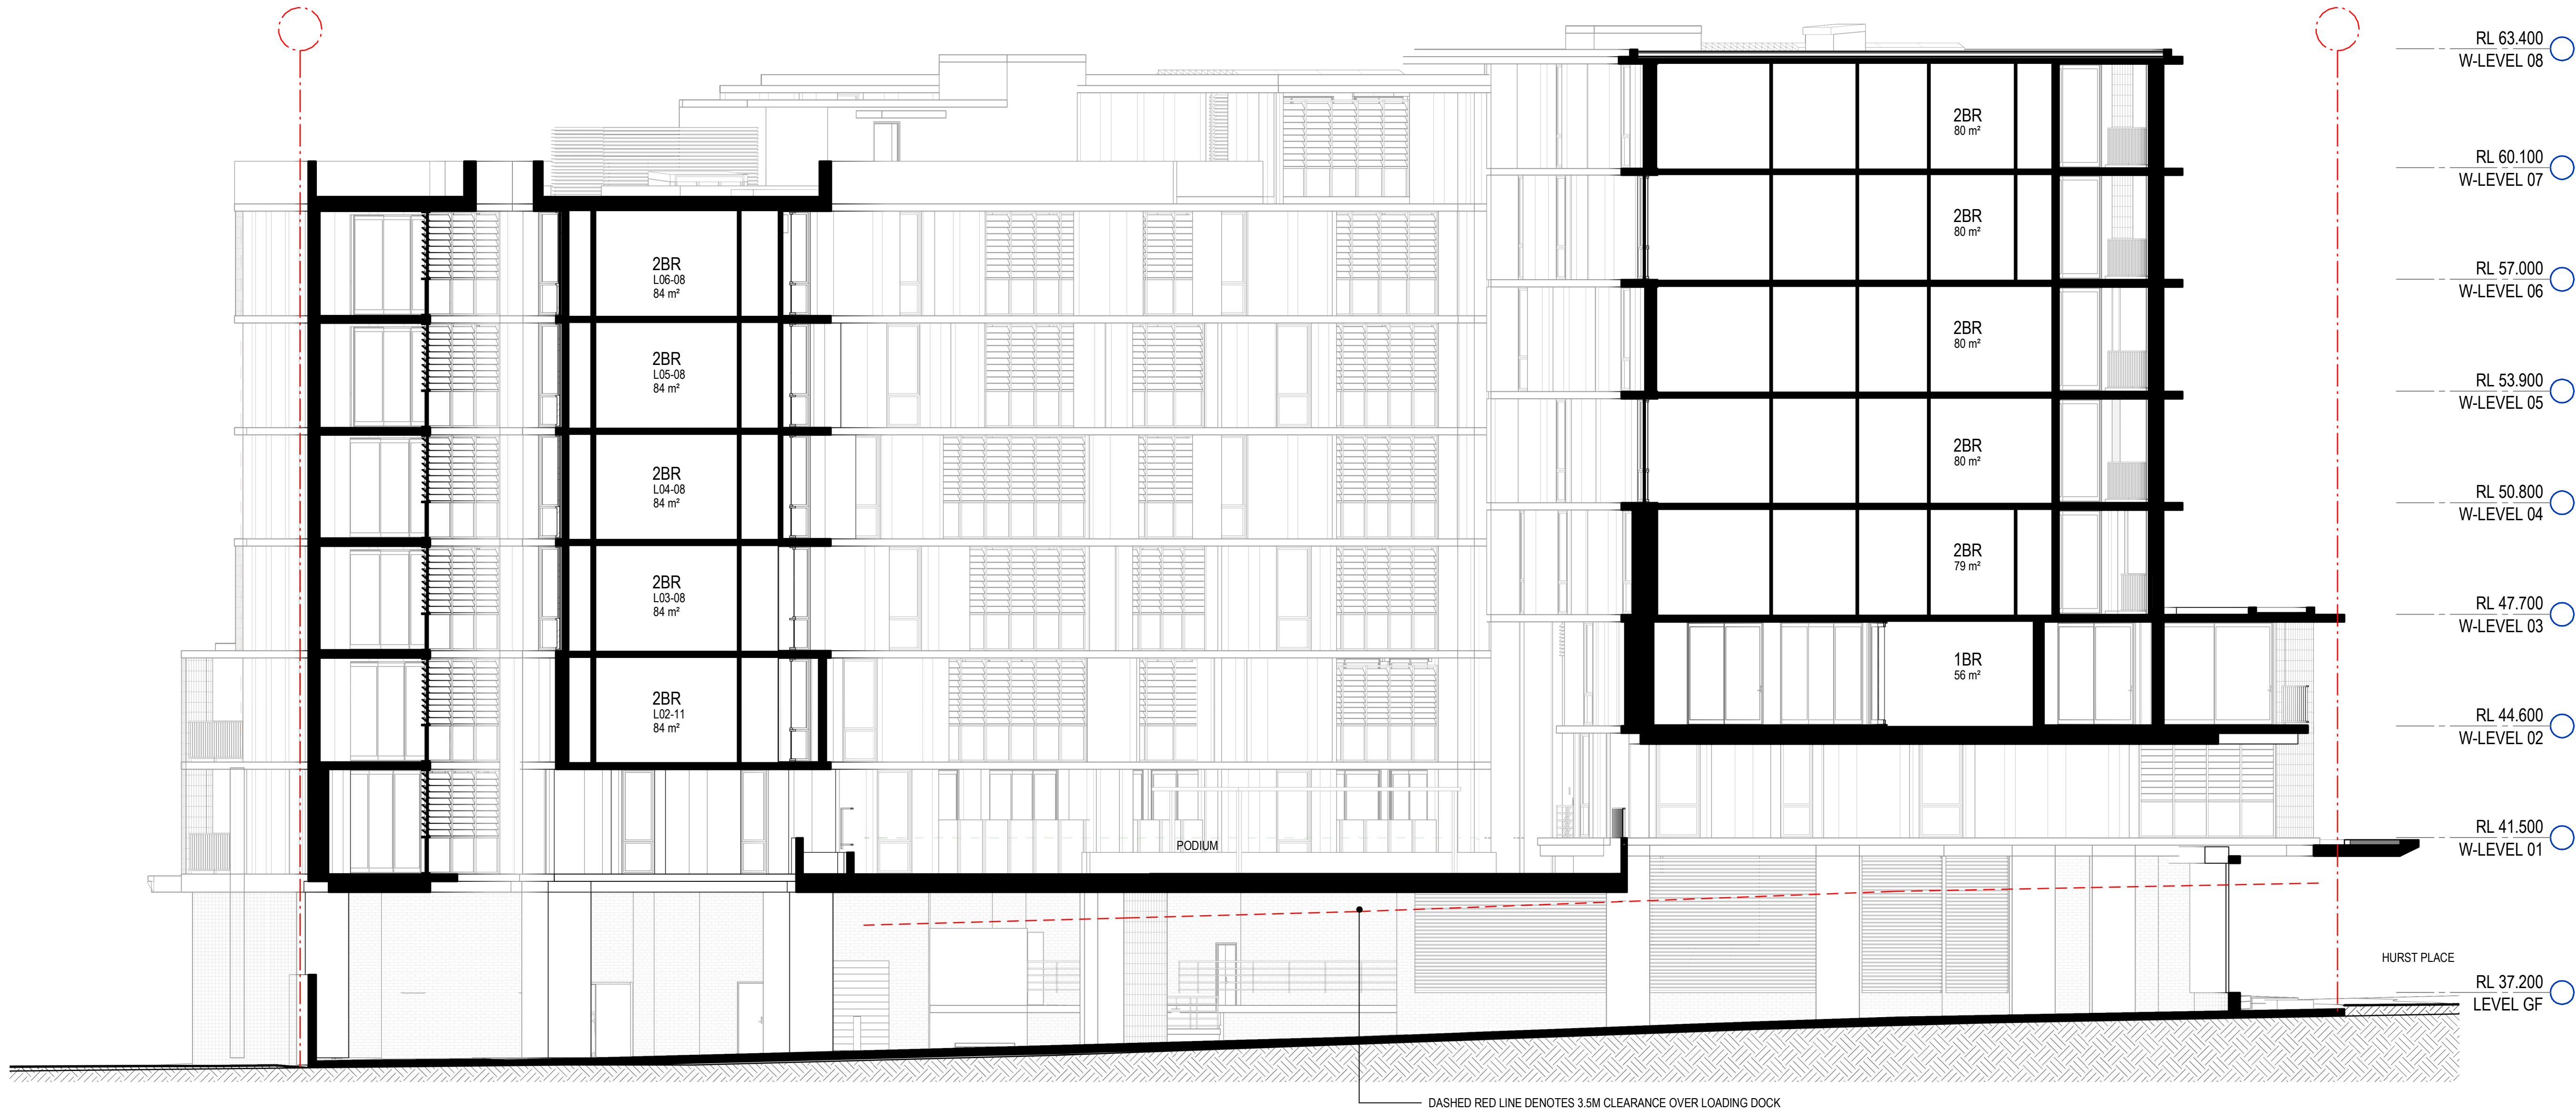 RL 63.400
W-LEVEL 08
2BR
80 m²
RL 60.100
W-LEVEL 07
2BR
80 m²
2BR
L06-08
84 m²
RL 57.000
W-LEVEL 06
2BR
80 m²
2BR
L05-08
84 m²
RL 53.900
W-LEVEL 05
2BR
80 m²
2BR
L04-08
84 m²
RL 50.800
W-LEVEL 04
2BR
79 m²
2BR
L03-08
84 m²
RL 47.700
W-LEVEL 03
1BR
56 m²
2BR
L02-11
84 m²
RL 44.600
W-LEVEL 02
RL 41.500
W-LEVEL 01
PODIUM
HURST PLACE
RL 37.200
LEVEL GF
DASHED RED LINE DENOTES 3.5M CLEARANCE OVER LOADING DOCK